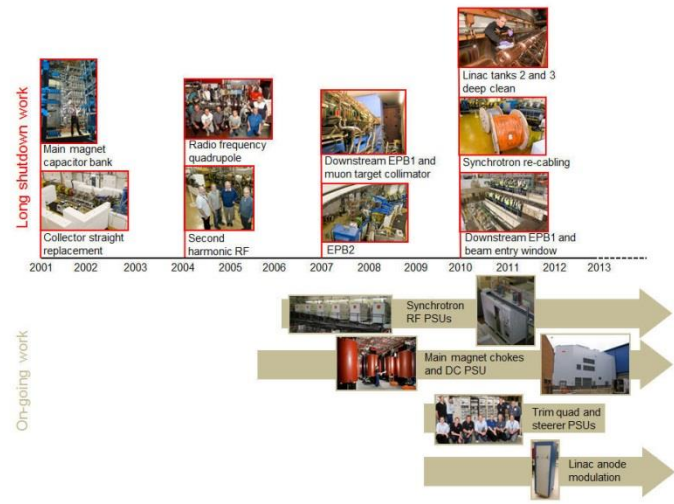 Long shutdown work
Linac tanks 2 and 3
deep clean
Main magnet
capacitor bank
Radio frequency
quadrupole
Downstream EPB1 and
muon target collimator
Synchrotron re-cabling
Collector straight
replacement
Second
harmonic RF
EPB2
Downstream EPB1 and
beam entry window
2001 2002 2003 2004 2005 2006 2007 2008 2009 2010 2011 2012 2013
On-going work
Synchrotron
RF PSUs
Main magnet chokes
and DC PSU
Trim quad and
steerer PSUs
Linac anode
modulation